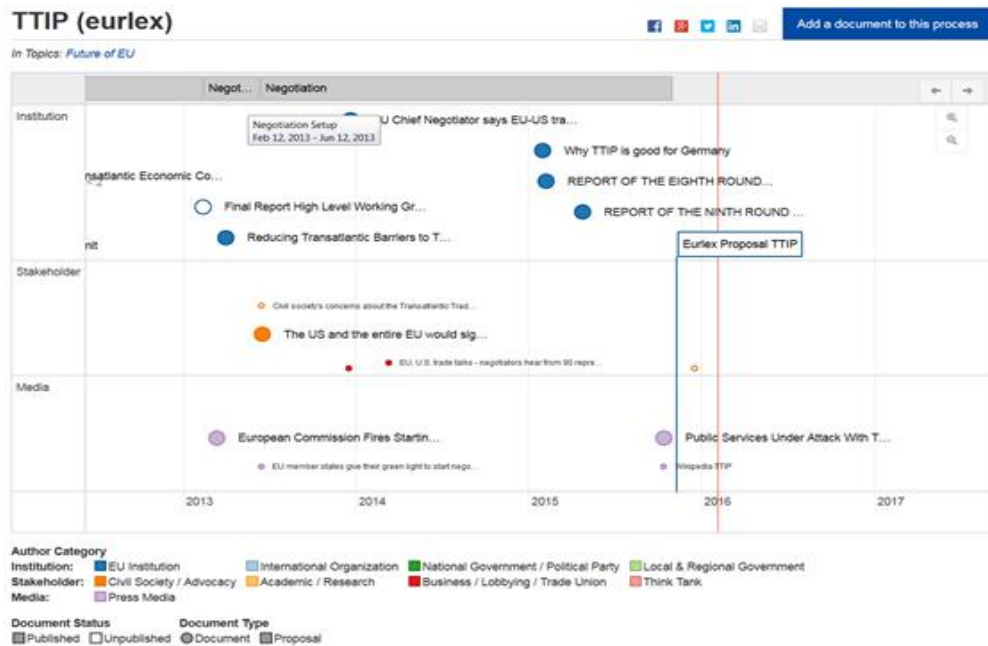 TTIP (eurlex)
Add a document to this process
In Topics: Future of EU
Negot... Negotiation
Institution
U Chief Negotiator says EU-US tra...
Negotiation Setup
Feb 12, 2013 - Jun 12, 2013
Why TTIP is good for Germany
nsatlantic Economic Co...
REPORT OF THE EIGHTH ROUND...
Final Report High Level Working Gr...
REPORT OF THE NINTH ROUND ...
Reducing Transatlantic Barriers to T...
nit
Eurlex Proposal TTIP
Stakeholder
Civil society's concerns about the Transatlantic Trad...
The US and the entire EU would sig...
EU, U.S. trade talks - negotiators hear from 90 repre...
Media
European Commission Fires Startin...
Public Services Under Attack With T...
EU member states give their green light to start nego...
Wikipedia TTIP
2013 2014 2015 2016 2017
Author Category
Institution: EU Institution International Organization National Government / Political Party Local & Regional Government
Stakeholder: Civil Society / Advocacy Academic / Research Business / Lobbying / Trade Union Think Tank
Media: Press Media
Document Status Document Type
Published Unpublished Document Proposal